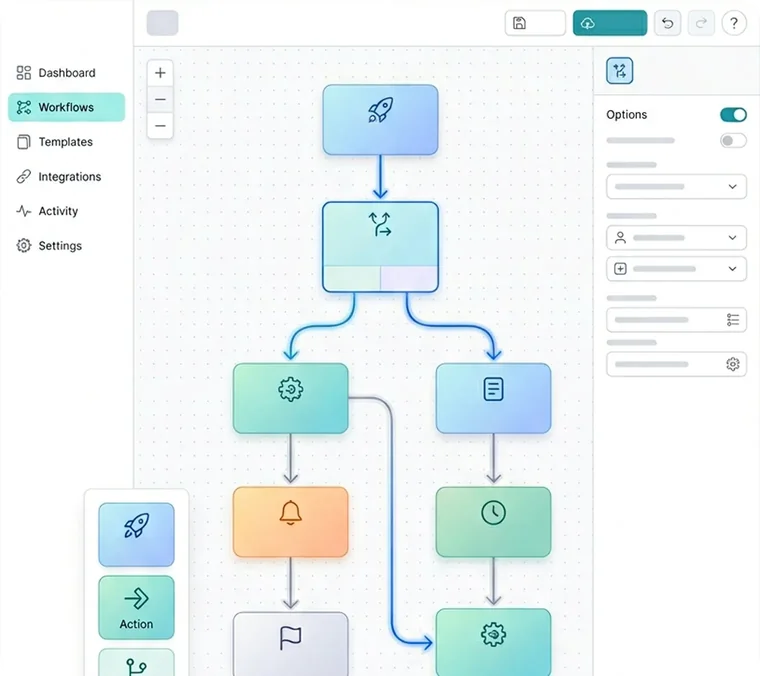 Dashboard
Workflows
Templates
Integrations
Activity
Settings
?
Options
Action